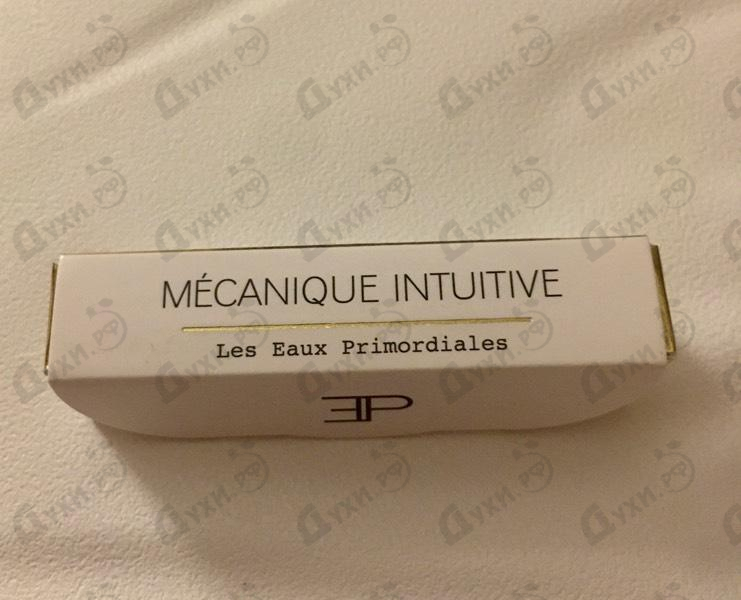 MÉCANIQUE INTUITIVE
Les Eaux Primordiales
EP
Духи.рф